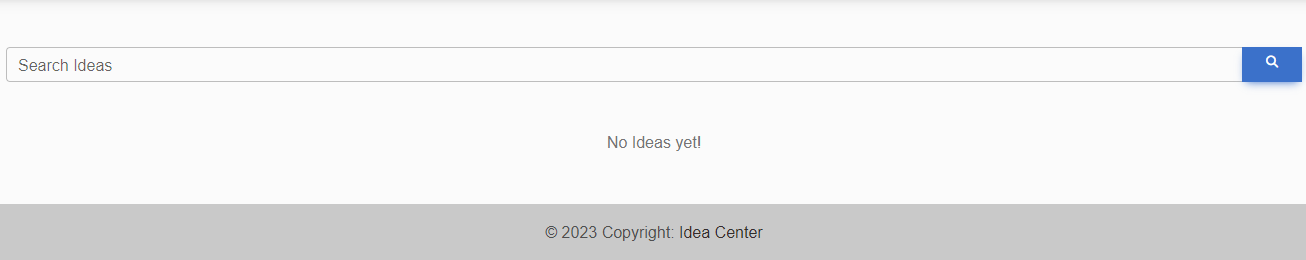 Search Ideas
No Ideas yet!
© 2023 Copyright: Idea Center